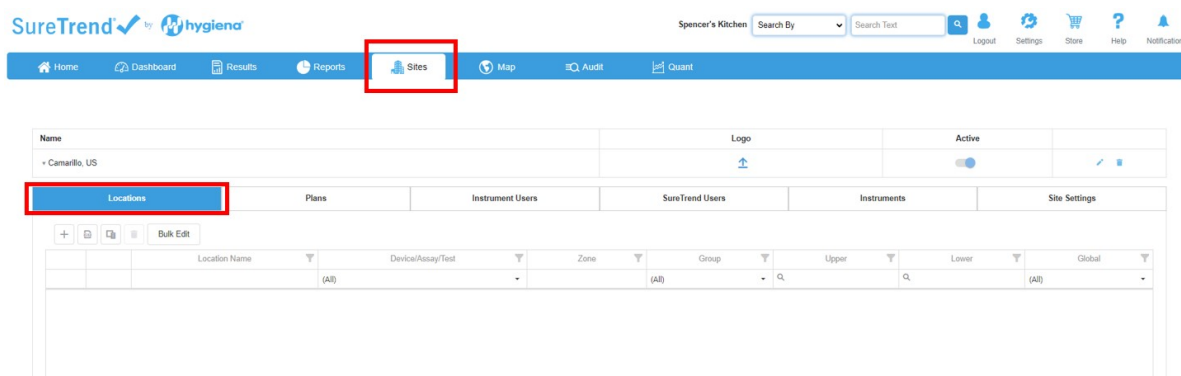 SureTrend by hygiena
Spencer's Kitchen Search By Search Text
Logout Settings Store Help Notification
Home Dashboard Results Reports Sites Map Audit Quant
Name Logo Active
Camarillo, US
Locations Plans Instrument Users SureTrend Users Instruments Site Settings
Bulk Edit
Location Name Device/Assay/Test Zone Group Upper Lower Global
(All) (All) (All)